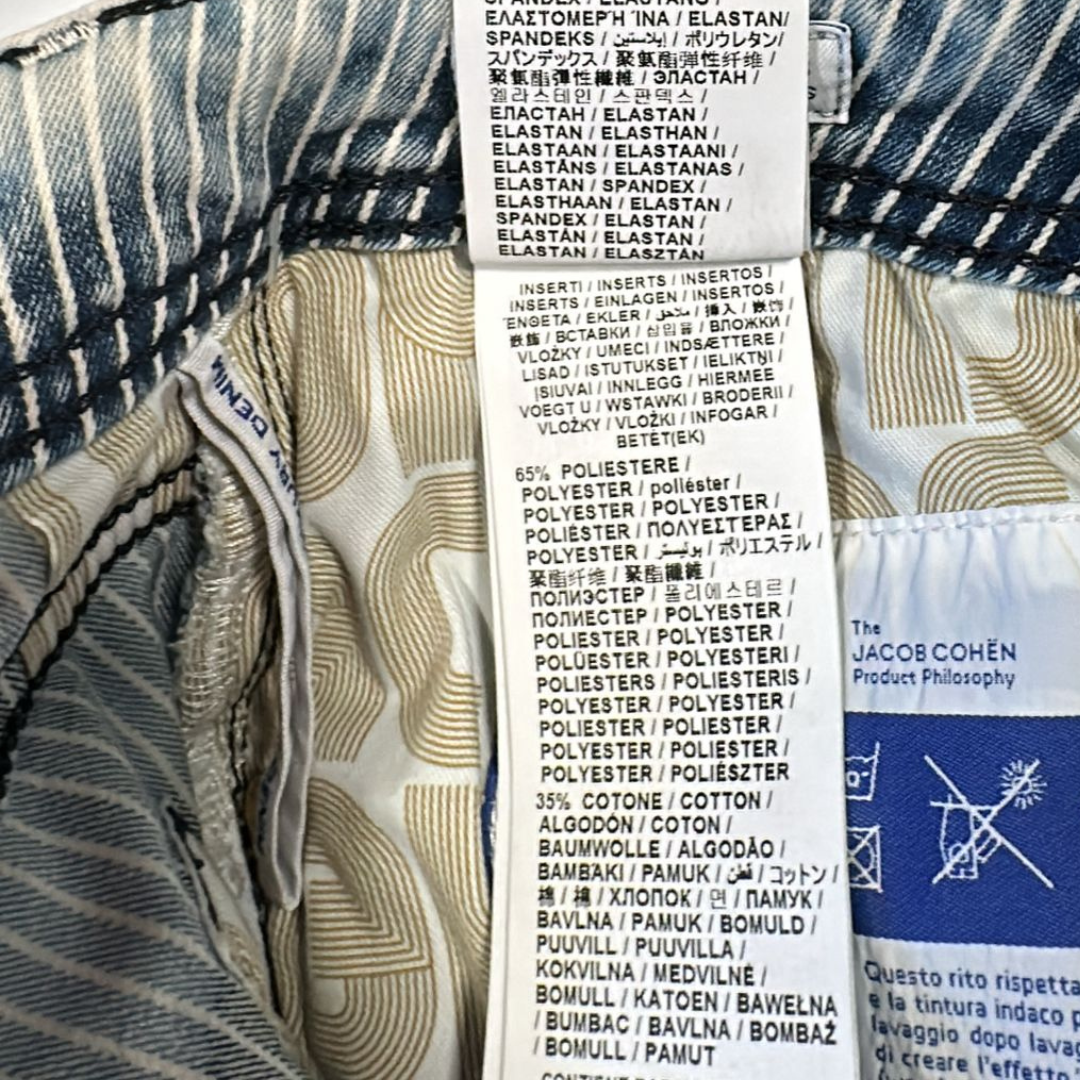 SPANDEX / ELASTANO /
ΕΛΑΣΤΟΜΕΡΉ ΊΝΑ / ELASTAN/
SPANDEKS / إيلاستين / ポリウレタン/
スパンデックス / 聚氨酯弹性纤维 /
聚氨酯彈性纖維 / ЭЛАСТАН /
엘라스테인 / 스판덱스 /
ЕЛАСТАН / ELASTAN /
ELASTAN / ELASTHAN /
ELASTAAN / ELASTAANI /
ELASTĀNS / ELASTANAS /
ELASTAN / SPANDEX /
ELASTHAAN / ELASTAN /
SPANDEX / ELASTAN /
ELASTÁN / ELASTAN /
ELASTAN / ELASZTÁN
INSERTI / INSERTS / INSERTOS /
INSERTS / EINLAGEN / INSERTOS /
ἜΝΘΕΤΑ / EKLER / ملاحق / 挿入 / 嵌饰
嵌飾 / ВСТАВКИ / 삽입물 / ВЛОЖКИ /
VLOŽKY / UMECI / INDSÆTTERE /
LISAD / ISTUTUKSET / IELIKTŅI /
ĮSIUVAI / INNLEGG / HIERMEE
VOEGT U / WSTAWKI / BRODERII /
VLOŽKY / VLOŽKI / INFOGAR /
BETÉT(EK)
65% POLIESTERE /
POLYESTER / poliéster /
POLYESTER / POLYESTER /
POLIÉSTER / ΠΟΛΥΕΣΤΕΡΑΣ /
POLYESTER / بوليستر / ポリエステル /
聚酯纤维 / 聚酯纖維 /
ПОЛИЭСТЕР / 폴리에스테르 /
ПОЛИЕСТЕР / POLYESTER /
POLIESTER / POLYESTER /
POLÜESTER / POLYESTERI /
POLIESTERS / POLIESTERIS /
POLYESTER / POLYESTER /
POLIESTER / POLIESTER /
POLYESTER / POLIESTER /
POLYESTER / POLIÉSZTER
35% COTONE / COTTON /
ALGODÓN / COTON /
BAUMWOLLE / ALGODÃO /
ΒΑΜΒΆΚΙ / PAMUK / قطن / コットン /
棉 / 棉 / ХЛОПОК / 면 / ПАМУК /
BAVLNA / PAMUK / BOMULD /
PUUVILL / PUUVILLA /
KOKVILNA / MEDVILNĖ /
BOMULL / KATOEN / BAWEŁNA
/ BUMBAC / BAVLNA / BOMBAŽ
/ BOMULL / PAMUT
DENIM
The
JACOB COHËN
Product Philosophy
Questo rito rispetta
e la tintura indaco p
lavaggio dopo lavag
di creare l'effetto